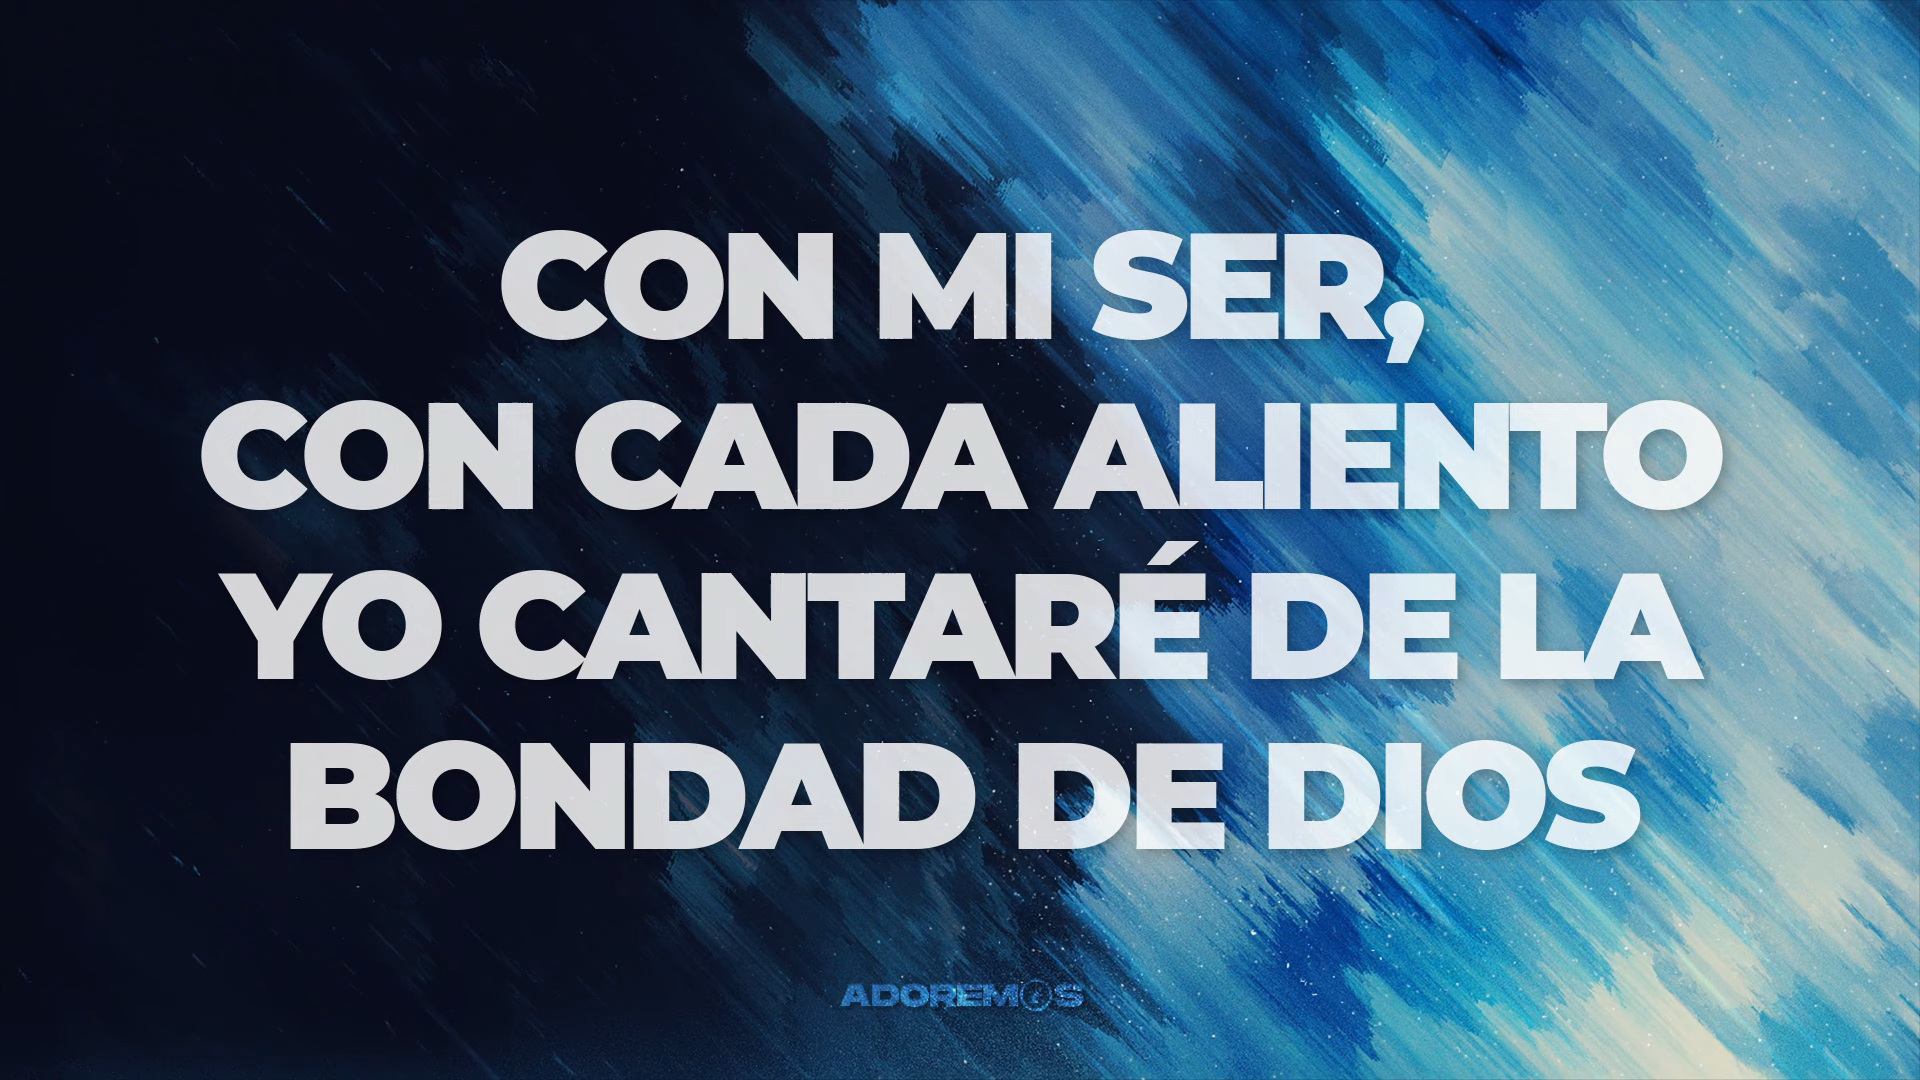 CON MI SER,
CON CADA ALIENTO
YO CANTARÉ DE LA
BONDAD DE DIOS
ADOREMOS